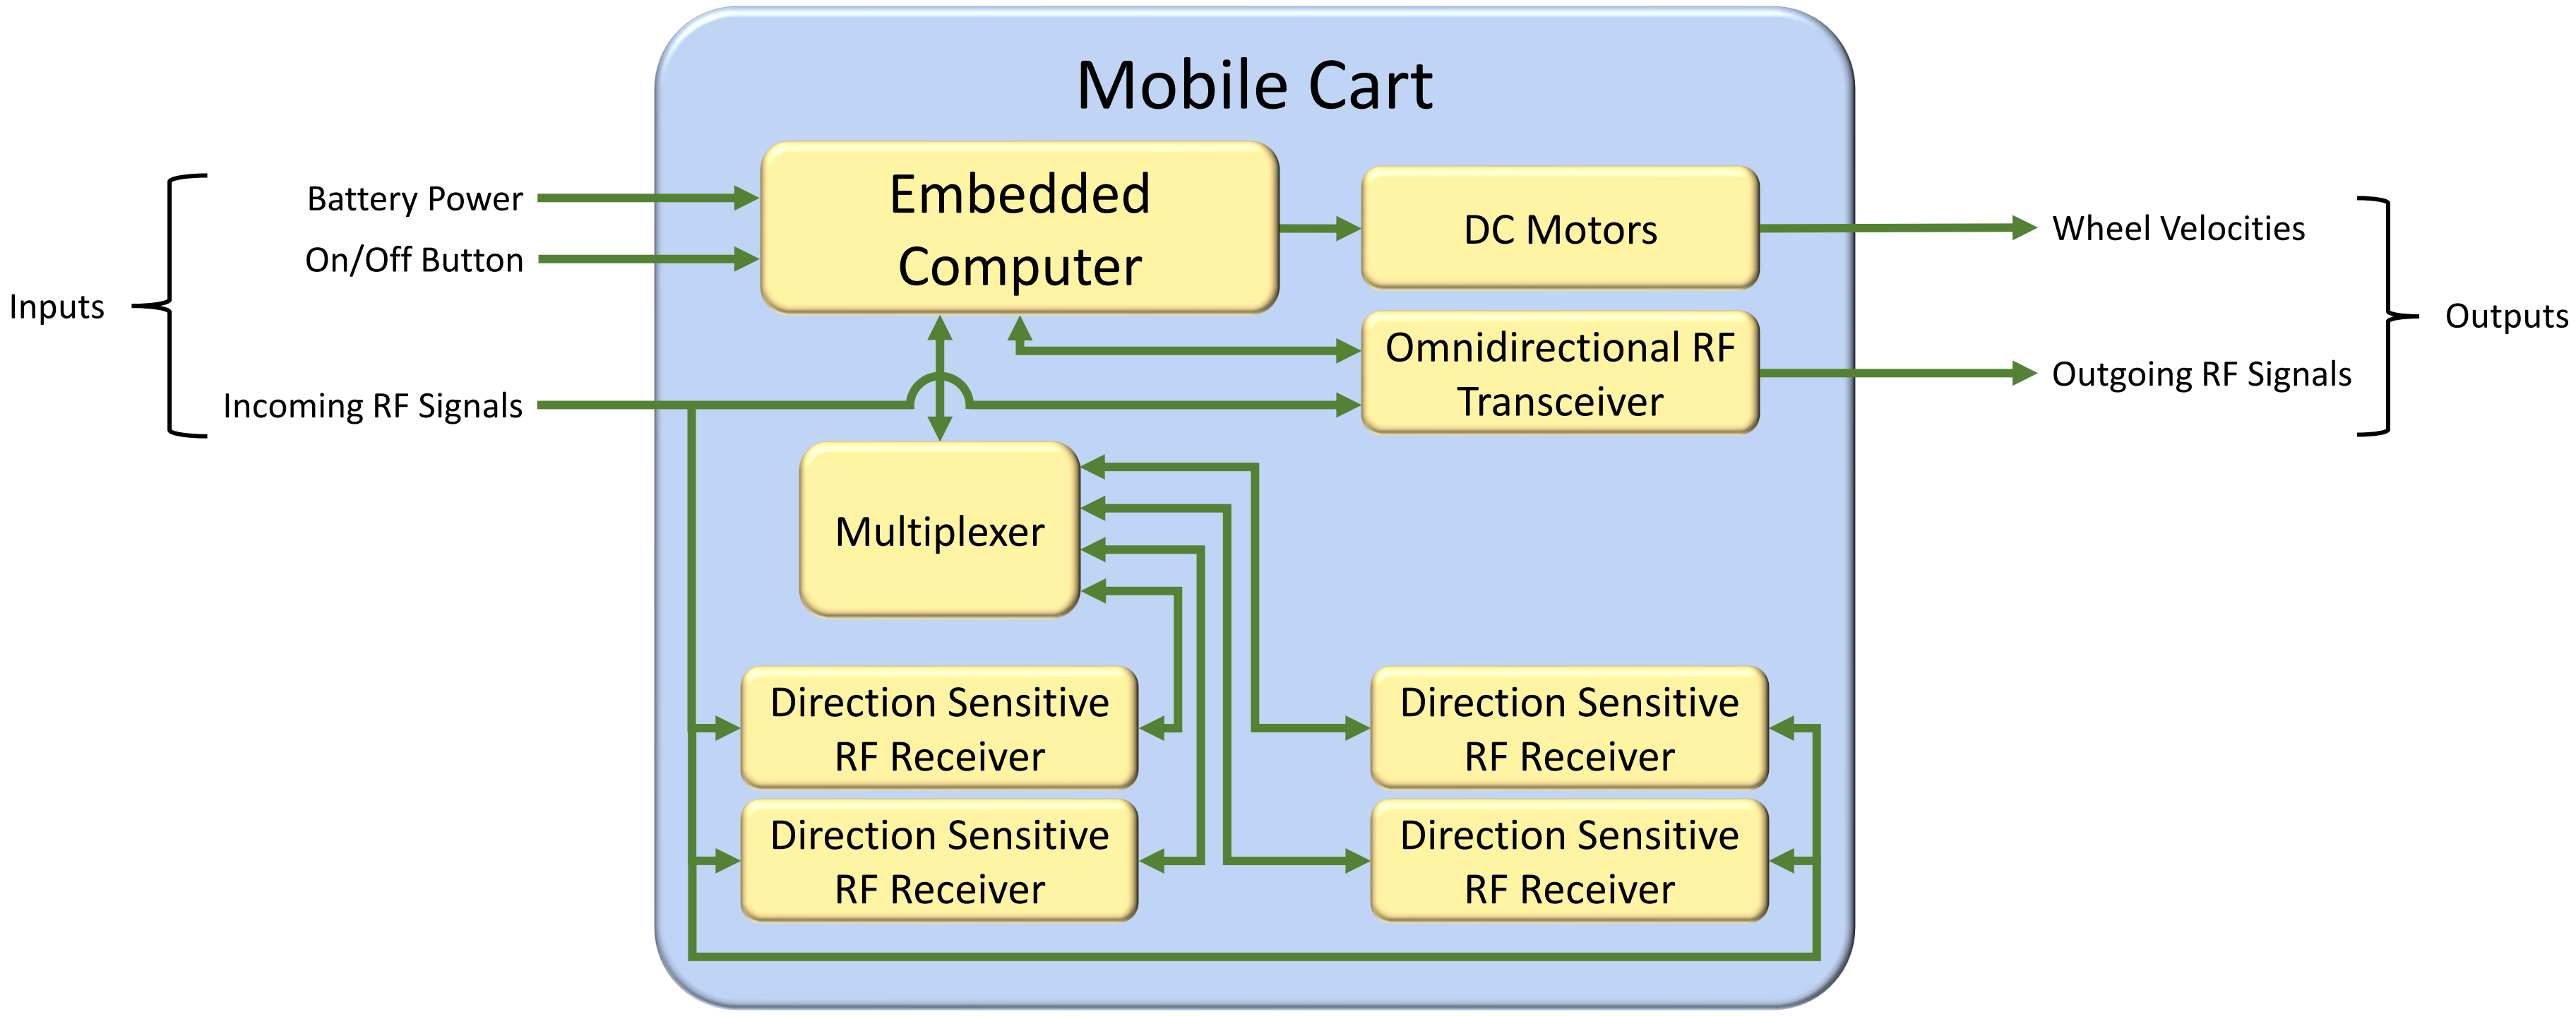 Mobile Cart
Inputs
Battery Power
On/Off Button
Incoming RF Signals
Embedded
Computer
DC Motors
Omnidirectional RF
Transceiver
Multiplexer
Direction Sensitive
RF Receiver
Direction Sensitive
RF Receiver
Direction Sensitive
RF Receiver
Direction Sensitive
RF Receiver
Wheel Velocities
Outgoing RF Signals
Outputs